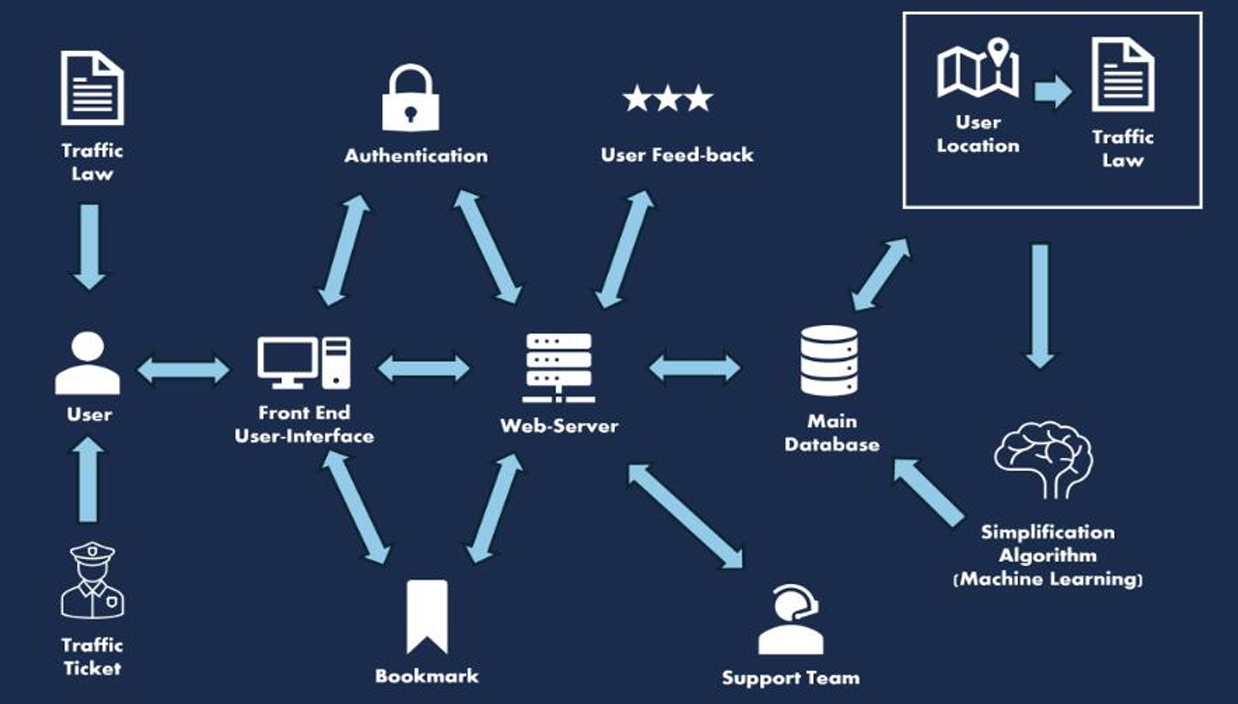 Traffic
Law
Authentication
User Feed-back
User
Location
Traffic
Law
User
Front End
User-Interface
Web-Server
Main
Database
Simplification
Algorithm
(Machine Learning)
Traffic
Ticket
Bookmark
Support Team